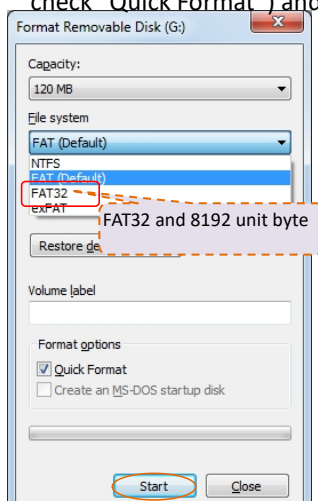 check "Quick Format") and
Format Removable Disk (G:)
Capacity:
120 MB
File system
FAT (Default)
NTFS
FAT (Default)
FAT32
exFAT
FAT32 and 8192 unit byte
Restore de
Volume label
Format options
Quick Format
Create an MS-DOS startup disk
Start Close